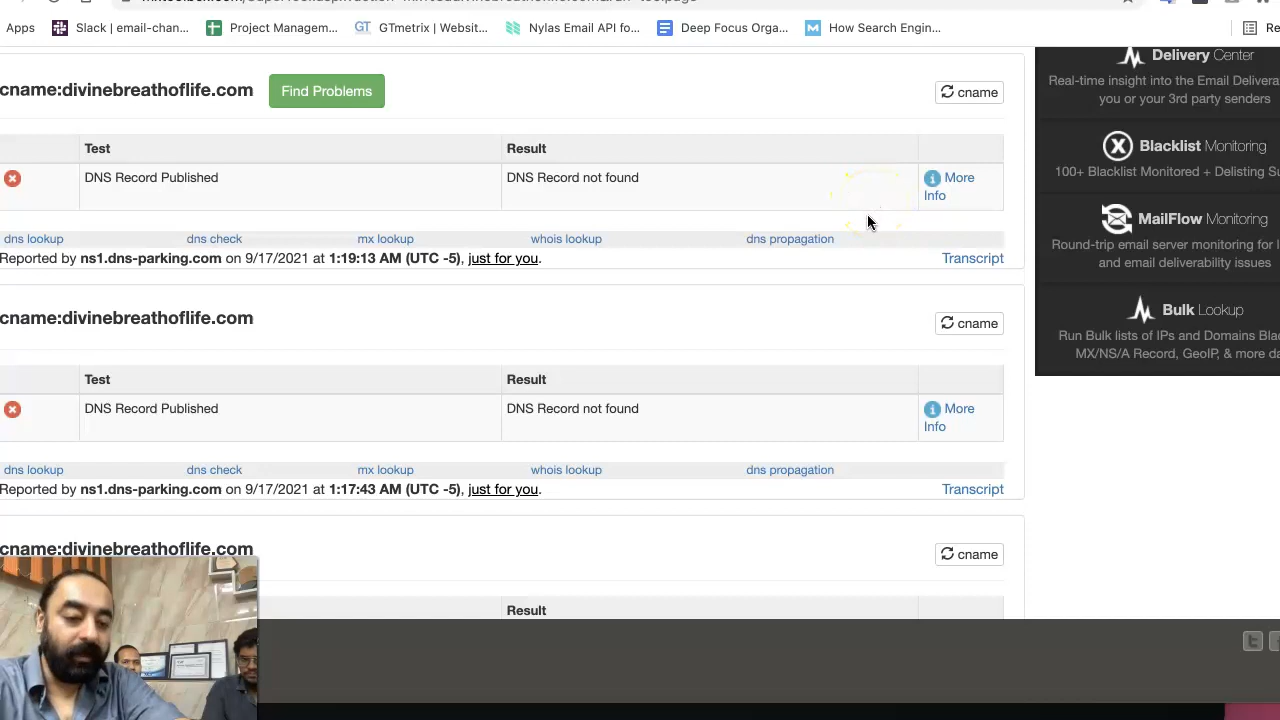 Apps
Slack | email-chan...
Project Managem...
GT GTmetrix | Websit...
Nylas Email API fo...
Deep Focus Orga...
How Search Engin...
Re
cname:divinebreathoflife.com
Find Problems
cname
Test
Result
DNS Record Published
DNS Record not found
More
Info
dns lookup
dns check
mx lookup
whois lookup
dns propagation
Reported by ns1.dns-parking.com on 9/17/2021 at 1:19:13 AM (UTC -5), just for you.
Transcript
cname:divinebreathoflife.com
cname
Test
Result
DNS Record Published
DNS Record not found
More
Info
dns lookup
dns check
mx lookup
whois lookup
dns propagation
Reported by ns1.dns-parking.com on 9/17/2021 at 1:17:43 AM (UTC -5), just for you.
Transcript
cname:divinebreathoflife.com
cname
Result
Delivery Center
Real-time insight into the Email Delivera
you or your 3rd party senders
Blacklist Monitoring
100+ Blacklist Monitored + Delisting Su
MailFlow Monitoring
Round-trip email server monitoring for
and email deliverability issues
Bulk Lookup
Run Bulk lists of IPs and Domains Blac
MX/NS/A Record, GeoIP, & more da